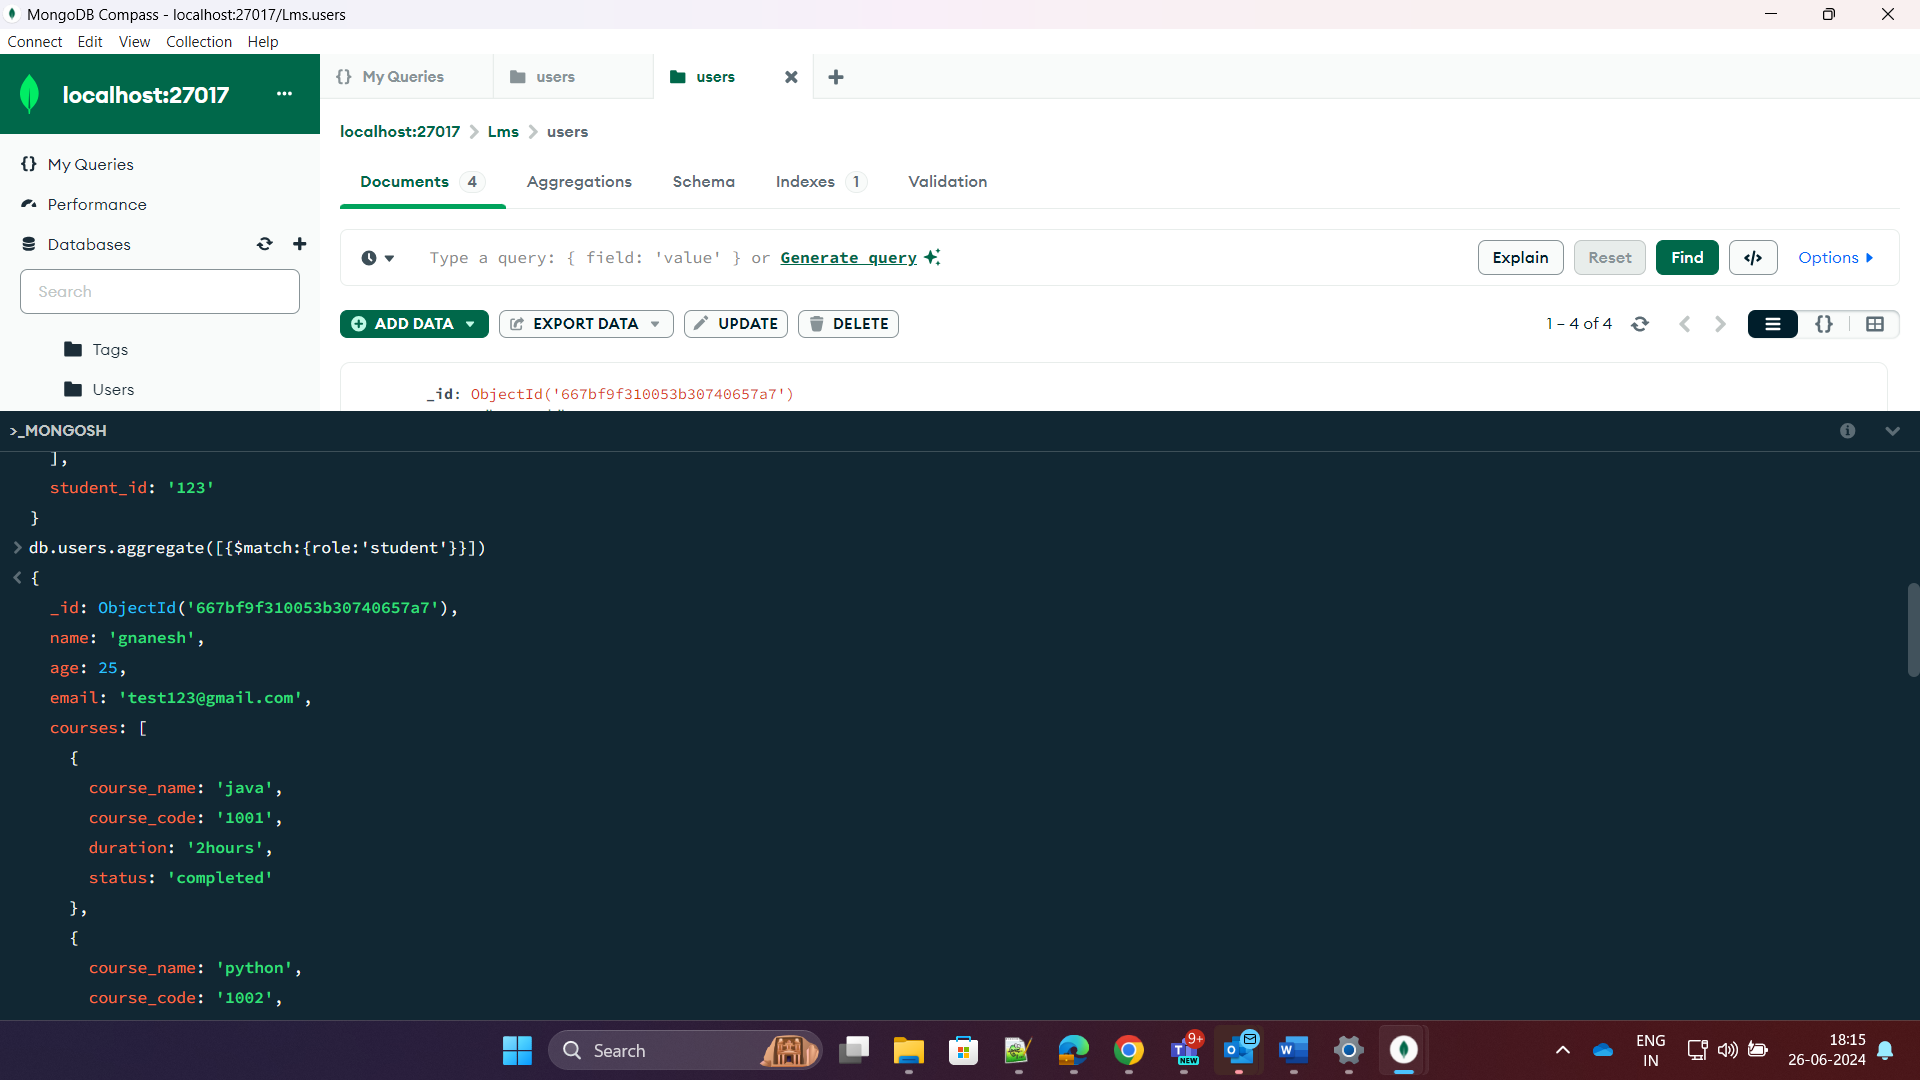 MongoDB Compass - localhost:27017/Lms.users
Connect Edit View Collection Help
localhost:27017 ...
{} My Queries
users
users
localhost:27017 > Lms > users
My Queries
Performance
Databases
Search
Tags
Users
Documents 4 Aggregations Schema Indexes 1 Validation
Type a query: { field: 'value' } or Generate query
Explain Reset Find </> Options
ADD DATA EXPORT DATA UPDATE DELETE
1 – 4 of 4
{}
_id: ObjectId('667bf9f310053b30740657a7')
>_MONGOSH
],
student_id: '123'
}
> db.users.aggregate([{$match:{role:'student'}}])
< {
_id: ObjectId('667bf9f310053b30740657a7'),
name: 'gnanesh',
age: 25,
email: 'test123@gmail.com',
courses: [
{
course_name: 'java',
course_code: '1001',
duration: '2hours',
status: 'completed'
},
{
course_name: 'python',
course_code: '1002',
Search
9+
NEW
ENG
IN
18:15
26-06-2024